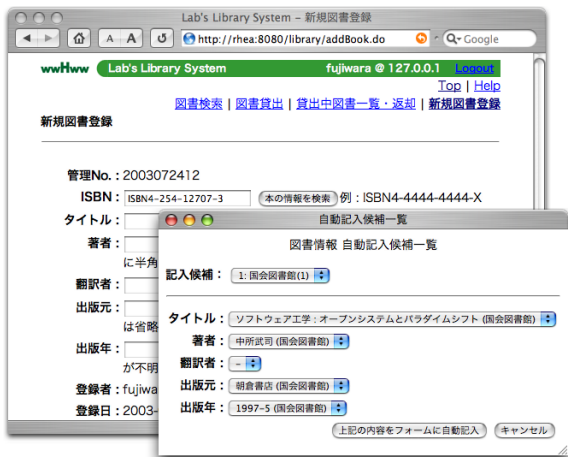 Lab's Library System – 新規図書登録
A A http://rhea:8080/library/addBook.do Q Google
wwHww Lab's Library System fujiwara @ 127.0.0.1 Logout
Top | Help
図書検索 | 図書貸出 | 貸出中図書一覧・返却 | 新規図書登録
新規図書登録
管理No. : 2003072412
ISBN : ISBN4-254-12707-3 本の情報を検索 例 : ISBN4-4444-4444-X
タイトル :
著者 :
に半角
翻訳者 :
出版元 :
は省略
出版年 :
が不明
登録者 : fujiwa
登録日 : 2003-
自動記入候補一覧
図書情報 自動記入候補一覧
記入候補 : 1: 国会図書館(1)
タイトル : ソフトウェア工学 : オープンシステムとパラダイムシフト (国会図書館)
著者 : 中所武司 (国会図書館)
翻訳者 : –
出版元 : 朝倉書店 (国会図書館)
出版年 : 1997-5 (国会図書館)
上記の内容をフォームに自動記入 キャンセル